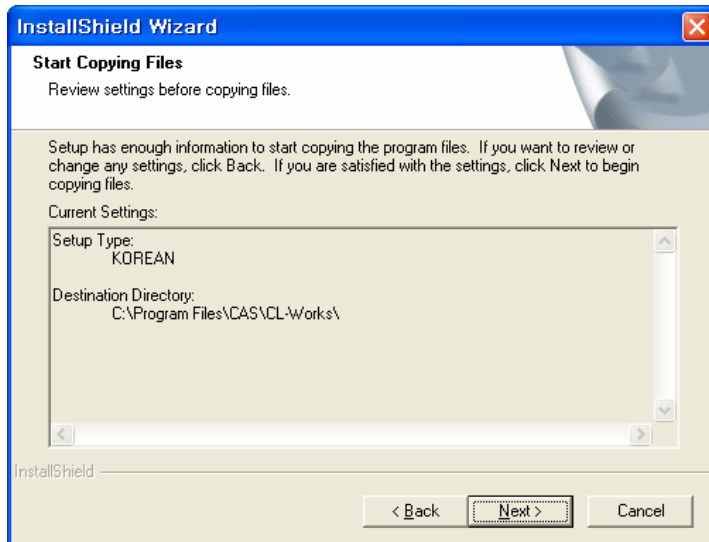 InstallShield Wizard
Start Copying Files
Review settings before copying files.
Setup has enough information to start copying the program files. If you want to review or
change any settings, click Back. If you are satisfied with the settings, click Next to begin
copying files.
Current Settings:
Setup Type:
KOREAN
Destination Directory:
C:\Program Files\CAS\CL-Works\
InstallShield
< Back
Next >
Cancel